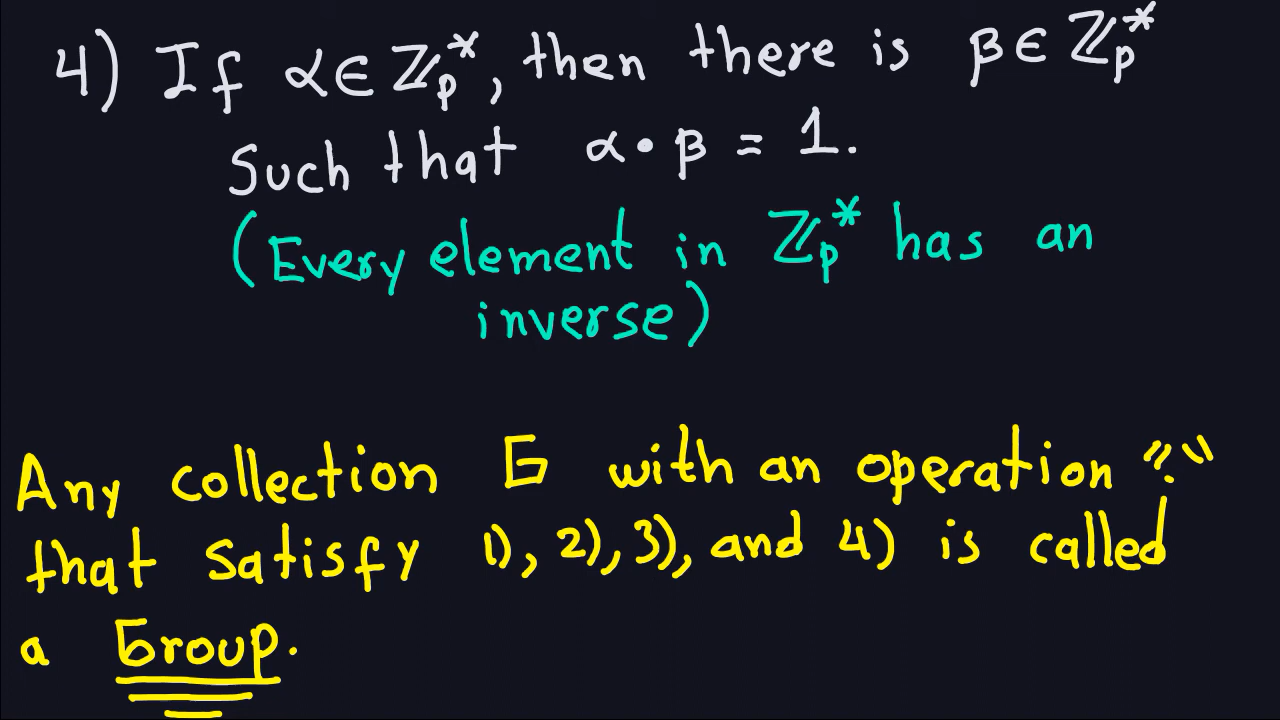 4) If α ∈ ℤₚ*, then there is β ∈ ℤₚ*
Such that α · β = 1.
(Every element in ℤₚ* has an
inverse)
Any collection G with an operation "·"
that satisfy 1), 2), 3), and 4) is called
a Group.